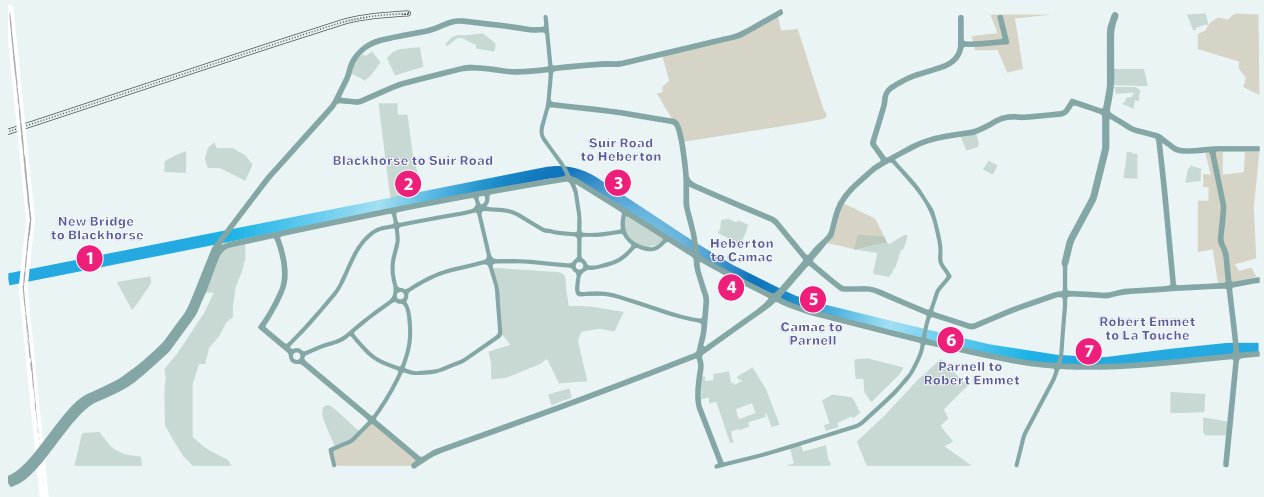 New Bridge
to Blackhorse
1
Blackhorse to Suir Road
2
Suir Road
to Heberton
3
Heberton
to Camac
4
5
Camac to
Parnell
6
Parnell to
Robert Emmet
Robert Emmet
to La Touche
7